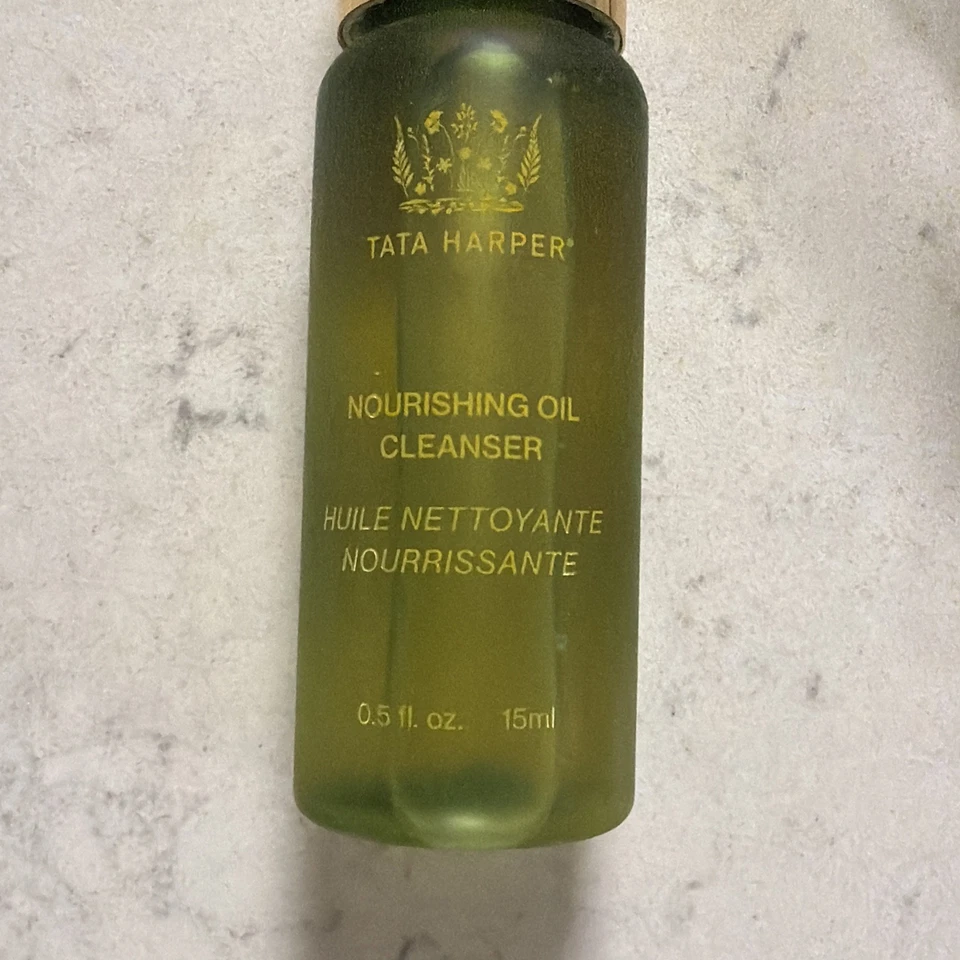 TATA HARPER
NOURISHING OIL
CLEANSER
HUILE NETTOYANTE
NOURRISSANTE
0.5 fl. oz. 15ml